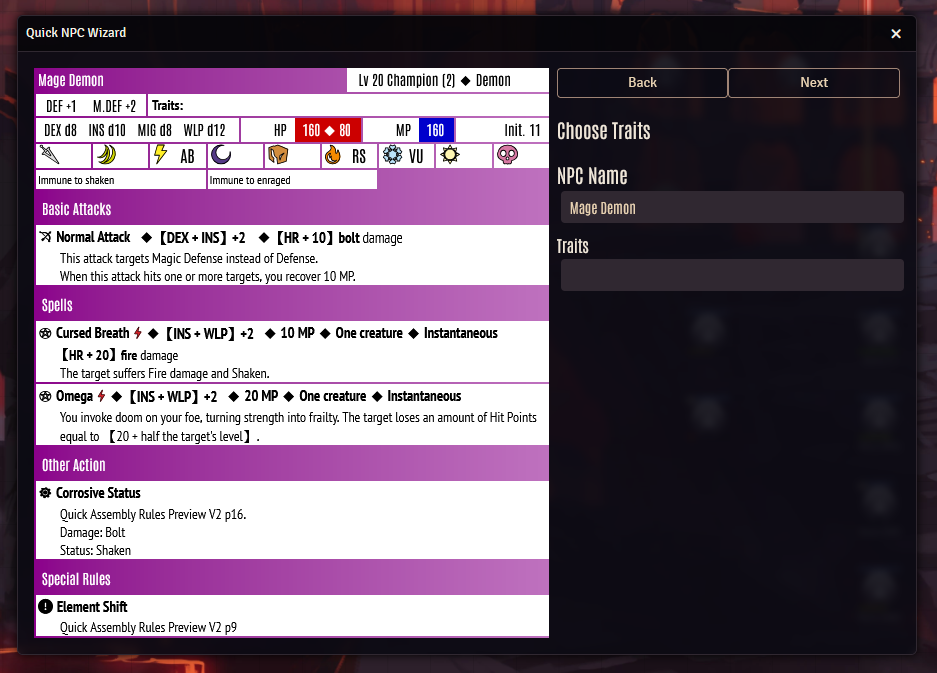 Quick NPC Wizard
Mage Demon
Lv 20 Champion (2) ◆ Demon
DEF +1 M.DEF +2 Traits:
DEX d8 INS d10 MIG d8 WLP d12 HP 160 ◆ 80 MP 160 Init. 11
AB RS VU
Immune to shaken Immune to enraged
Basic Attacks
Normal Attack ◆ 【DEX + INS】 +2 ◆ 【HR + 10】 bolt damage
This attack targets Magic Defense instead of Defense.
When this attack hits one or more targets, you recover 10 MP.
Spells
Cursed Breath ◆ 【INS + WLP】 +2 ◆ 10 MP ◆ One creature ◆ Instantaneous
【HR + 20】 fire damage
The target suffers Fire damage and Shaken.
Omega ◆ 【INS + WLP】 +2 ◆ 20 MP ◆ One creature ◆ Instantaneous
You invoke doom on your foe, turning strength into frailty. The target loses an amount of Hit Points
equal to 【20 + half the target's level】 .
Other Action
Corrosive Status
Quick Assembly Rules Preview V2 p16.
Damage: Bolt
Status: Shaken
Special Rules
Element Shift
Quick Assembly Rules Preview V2 p9
Back Next
Choose Traits
NPC Name
Mage Demon
Traits